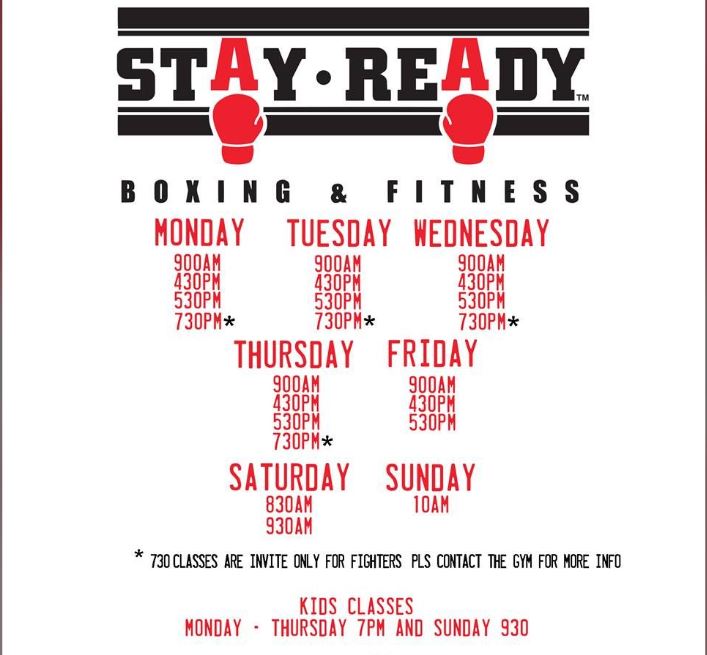 STAY·READY™
BOXING & FITNESS
MONDAY TUESDAY WEDNESDAY
900AM 900AM 900AM
430PM 430PM 430PM
530PM 530PM 530PM
730PM* 730PM* 730PM*
THURSDAY FRIDAY
900AM 900AM
430PM 430PM
530PM 530PM
730PM*
SATURDAY SUNDAY
830AM 10AM
930AM
* 730 CLASSES ARE INVITE ONLY FOR FIGHTERS PLS CONTACT THE GYM FOR MORE INFO
KIDS CLASSES
MONDAY - THURSDAY 7PM AND SUNDAY 930